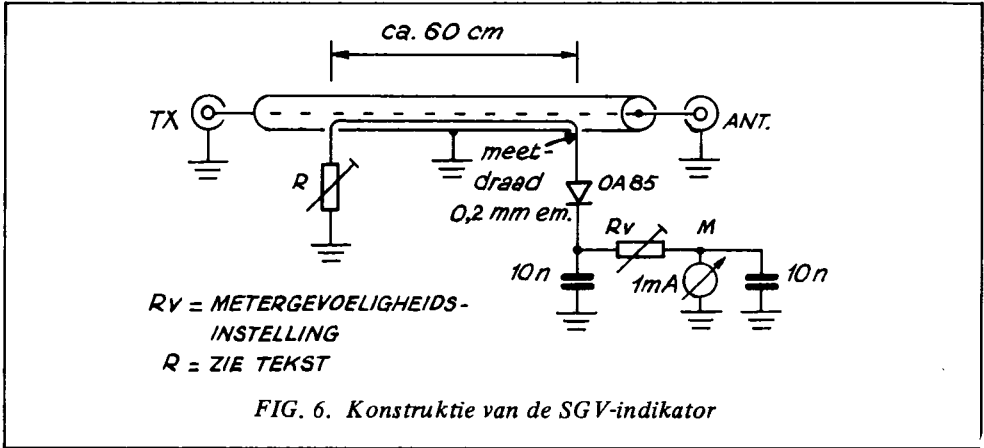 ca. 60 cm
TX
ANT.
meet-
draad
0,2 mm em.
R
OA85
Rv
M
10n
1mA
10n
Rv = METERGEVOELIGHEIDS-
INSTELLING
R = ZIE TEKST
FIG. 6. Konstruktie van de SGV-indikator